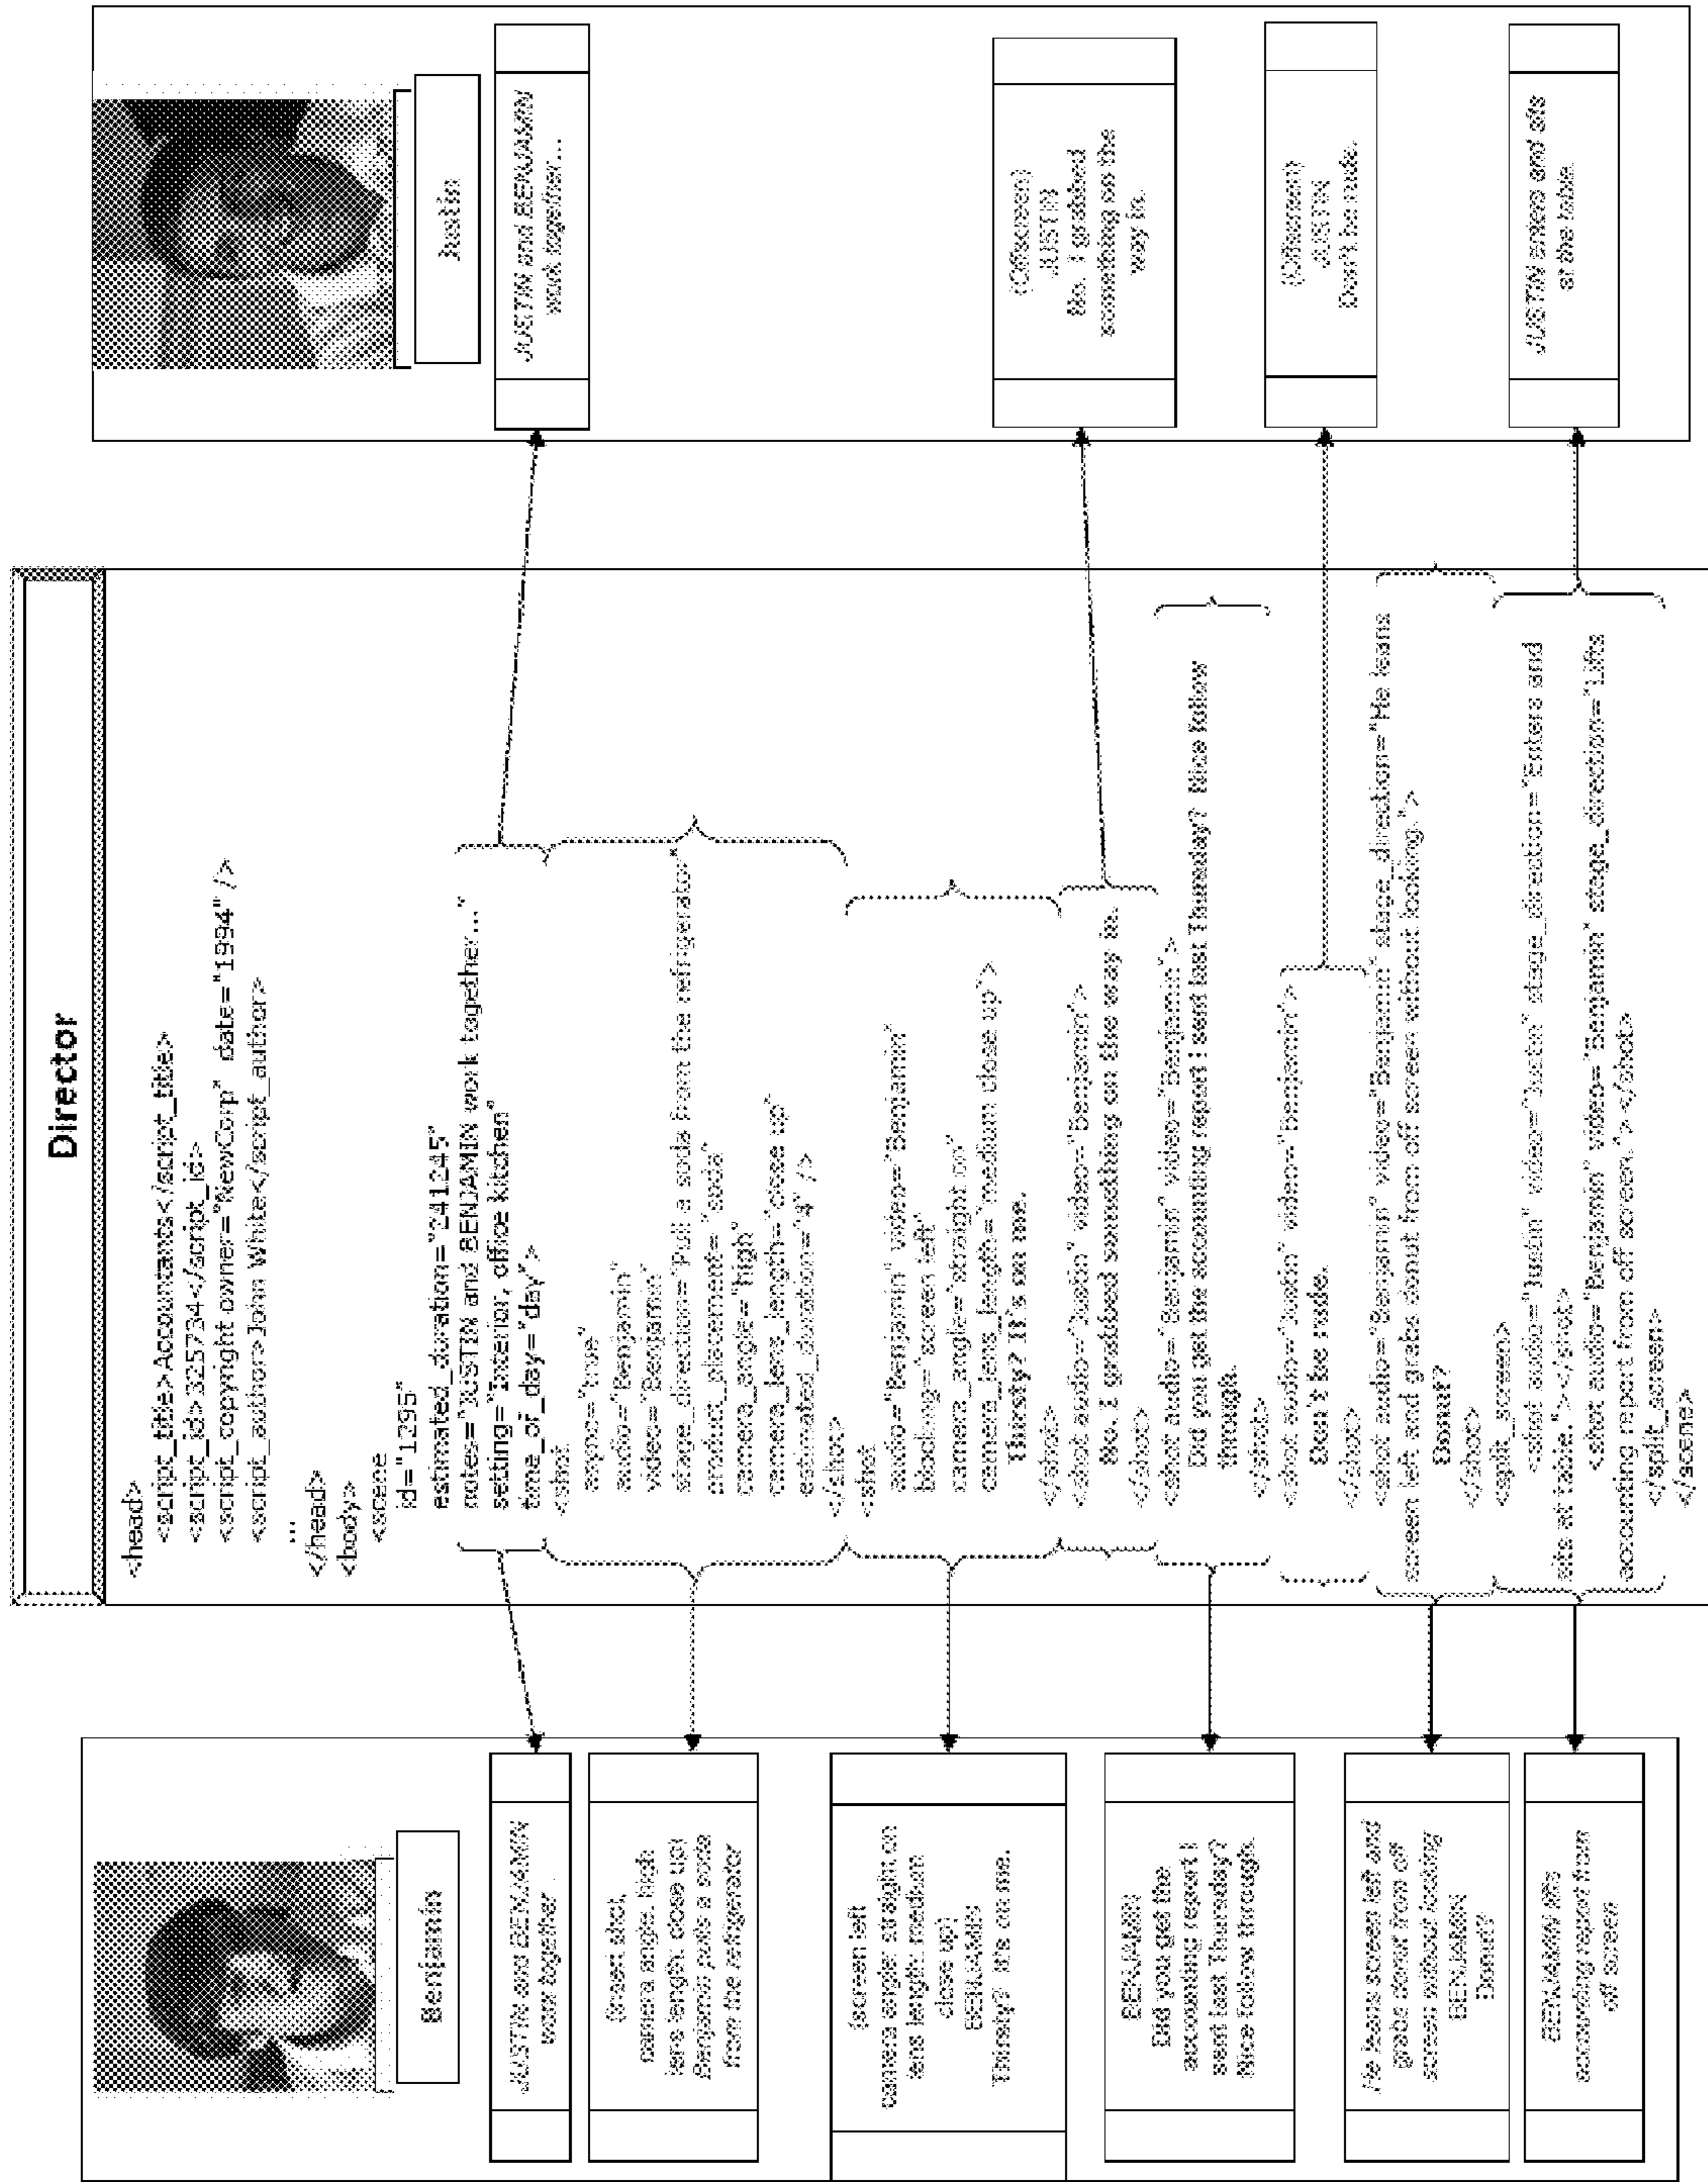 Director
<head>
<script_title>Accountants</script_title>
<script_id>325734</script_id>
<script_copyright owner="NewCorp" date="1994" />
<script_author>John White</script_author>
...
</head>
<body>
<scene
id="1295"
estimated_duration="241245"
notes="JUSTIN and BENJAMIN work together..."
setting="Interior, office kitchen"
time_of_day="day">
<shot
async="true"
audio="Benjamin"
video="Benjamin"
stage_direction="Pull a soda from the refrigerator"
product_placement="soda"
camera_angle="high"
camera_lens_length="close up"
estimated_duration="4" />
</shot>
<shot
audio="Benjamin" video="Benjamin"
blocking="screen left"
camera_angle="straight on"
camera_lens_length="medium close up">
Thirsty? It's on me.
</shot>
<shot audio="Justin" video="Benjamin">
No. I grabbed something on the way in.
</shot>
<shot audio="Benjamin" video="Benjamin">
Did you get the accounting report I send last Thursday? Nice follow
through.
</shot>
<shot audio="Justin" video="Benjamin">
Don't be rude.
</shot>
<shot audio="Benjamin" video="Benjamin" stage_direction="He leans
screen left and grabs donut from off screen without looking.">
Donut?
</shot>
<split_screen>
<shot audio="Justin" video="Justin" stage_direction="Enters and
sits at table."></shot>
<shot audio="Benjamin" video="Benjamin" stage_direction="Lifts
accounting report from off screen."></shot>
</split_screen>
</scene>
Benjamin
JUSTIN and BENJAMIN
work together
(Insert shot,
camera angle: high
lens length: close up)
Benjamin pulls a soda
from the refrigerator
(screen left
camera angle: straight on
lens length: medium
close up)
BENJAMIN
Thirsty? It's on me.
BENJAMIN
Did you get the
accounting report I
sent last Thursday?
Nice follow through.
He leans screen left and
grabs donut from off
screen without looking
BENJAMIN
Donut?
BENJAMIN lifts
accounting report from
off screen
Justin
JUSTIN and BENJAMIN
work together...
(Offscreen)
JUSTIN
No. I grabbed
something on the
way in.
(Offscreen)
JUSTIN
Don't be rude.
JUSTIN enters and sits
at the table.